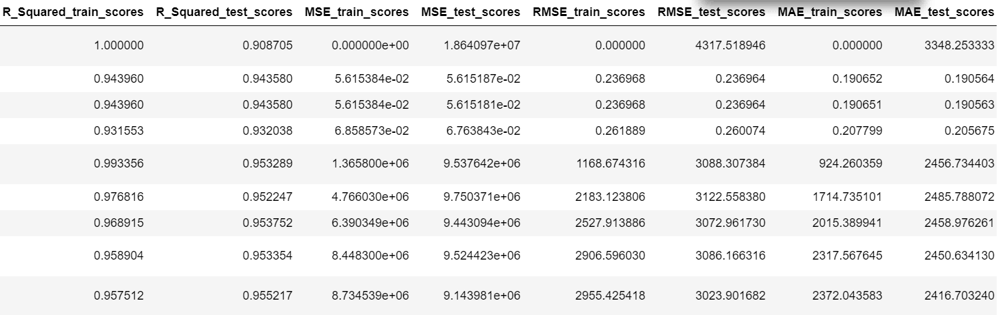 R_Squared_train_scores R_Squared_test_scores MSE_train_scores MSE_test_scores RMSE_train_scores RMSE_test_scores MAE_train_scores MAE_test_scores
1.000000 0.908705 0.000000e+00 1.864097e+07 0.000000 4317.518946 0.000000 3348.253333
0.943960 0.943580 5.615384e-02 5.615187e-02 0.236968 0.236964 0.190652 0.190564
0.943960 0.943580 5.615384e-02 5.615181e-02 0.236968 0.236964 0.190651 0.190563
0.931553 0.932038 6.858573e-02 6.763843e-02 0.261889 0.260074 0.207799 0.205675
0.993356 0.953289 1.365800e+06 9.537642e+06 1168.674316 3088.307384 924.260359 2456.734403
0.976816 0.952247 4.766030e+06 9.750371e+06 2183.123806 3122.558380 1714.735101 2485.788072
0.968915 0.953752 6.390349e+06 9.443094e+06 2527.913886 3072.961730 2015.389941 2458.976261
0.958904 0.953354 8.448300e+06 9.524423e+06 2906.596030 3086.166316 2317.567645 2450.634130
0.957512 0.955217 8.734539e+06 9.143981e+06 2955.425418 3023.901682 2372.043583 2416.703240